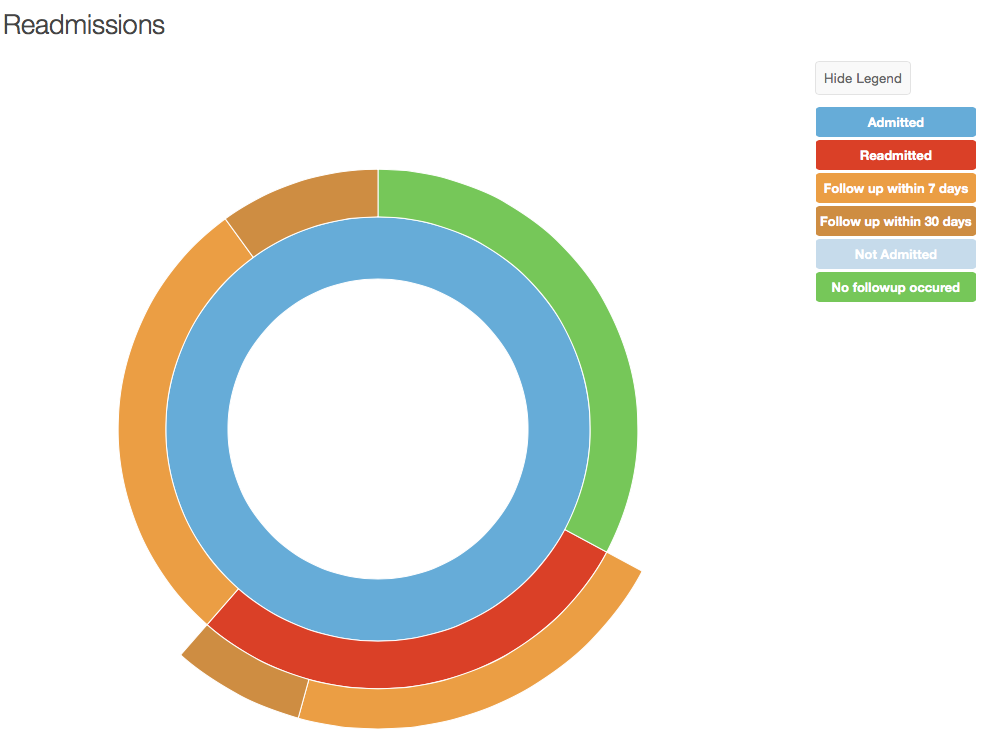 Readmissions
Hide Legend
Admitted
Readmitted
Follow up within 7 days
Follow up within 30 days
Not Admitted
No followup occured